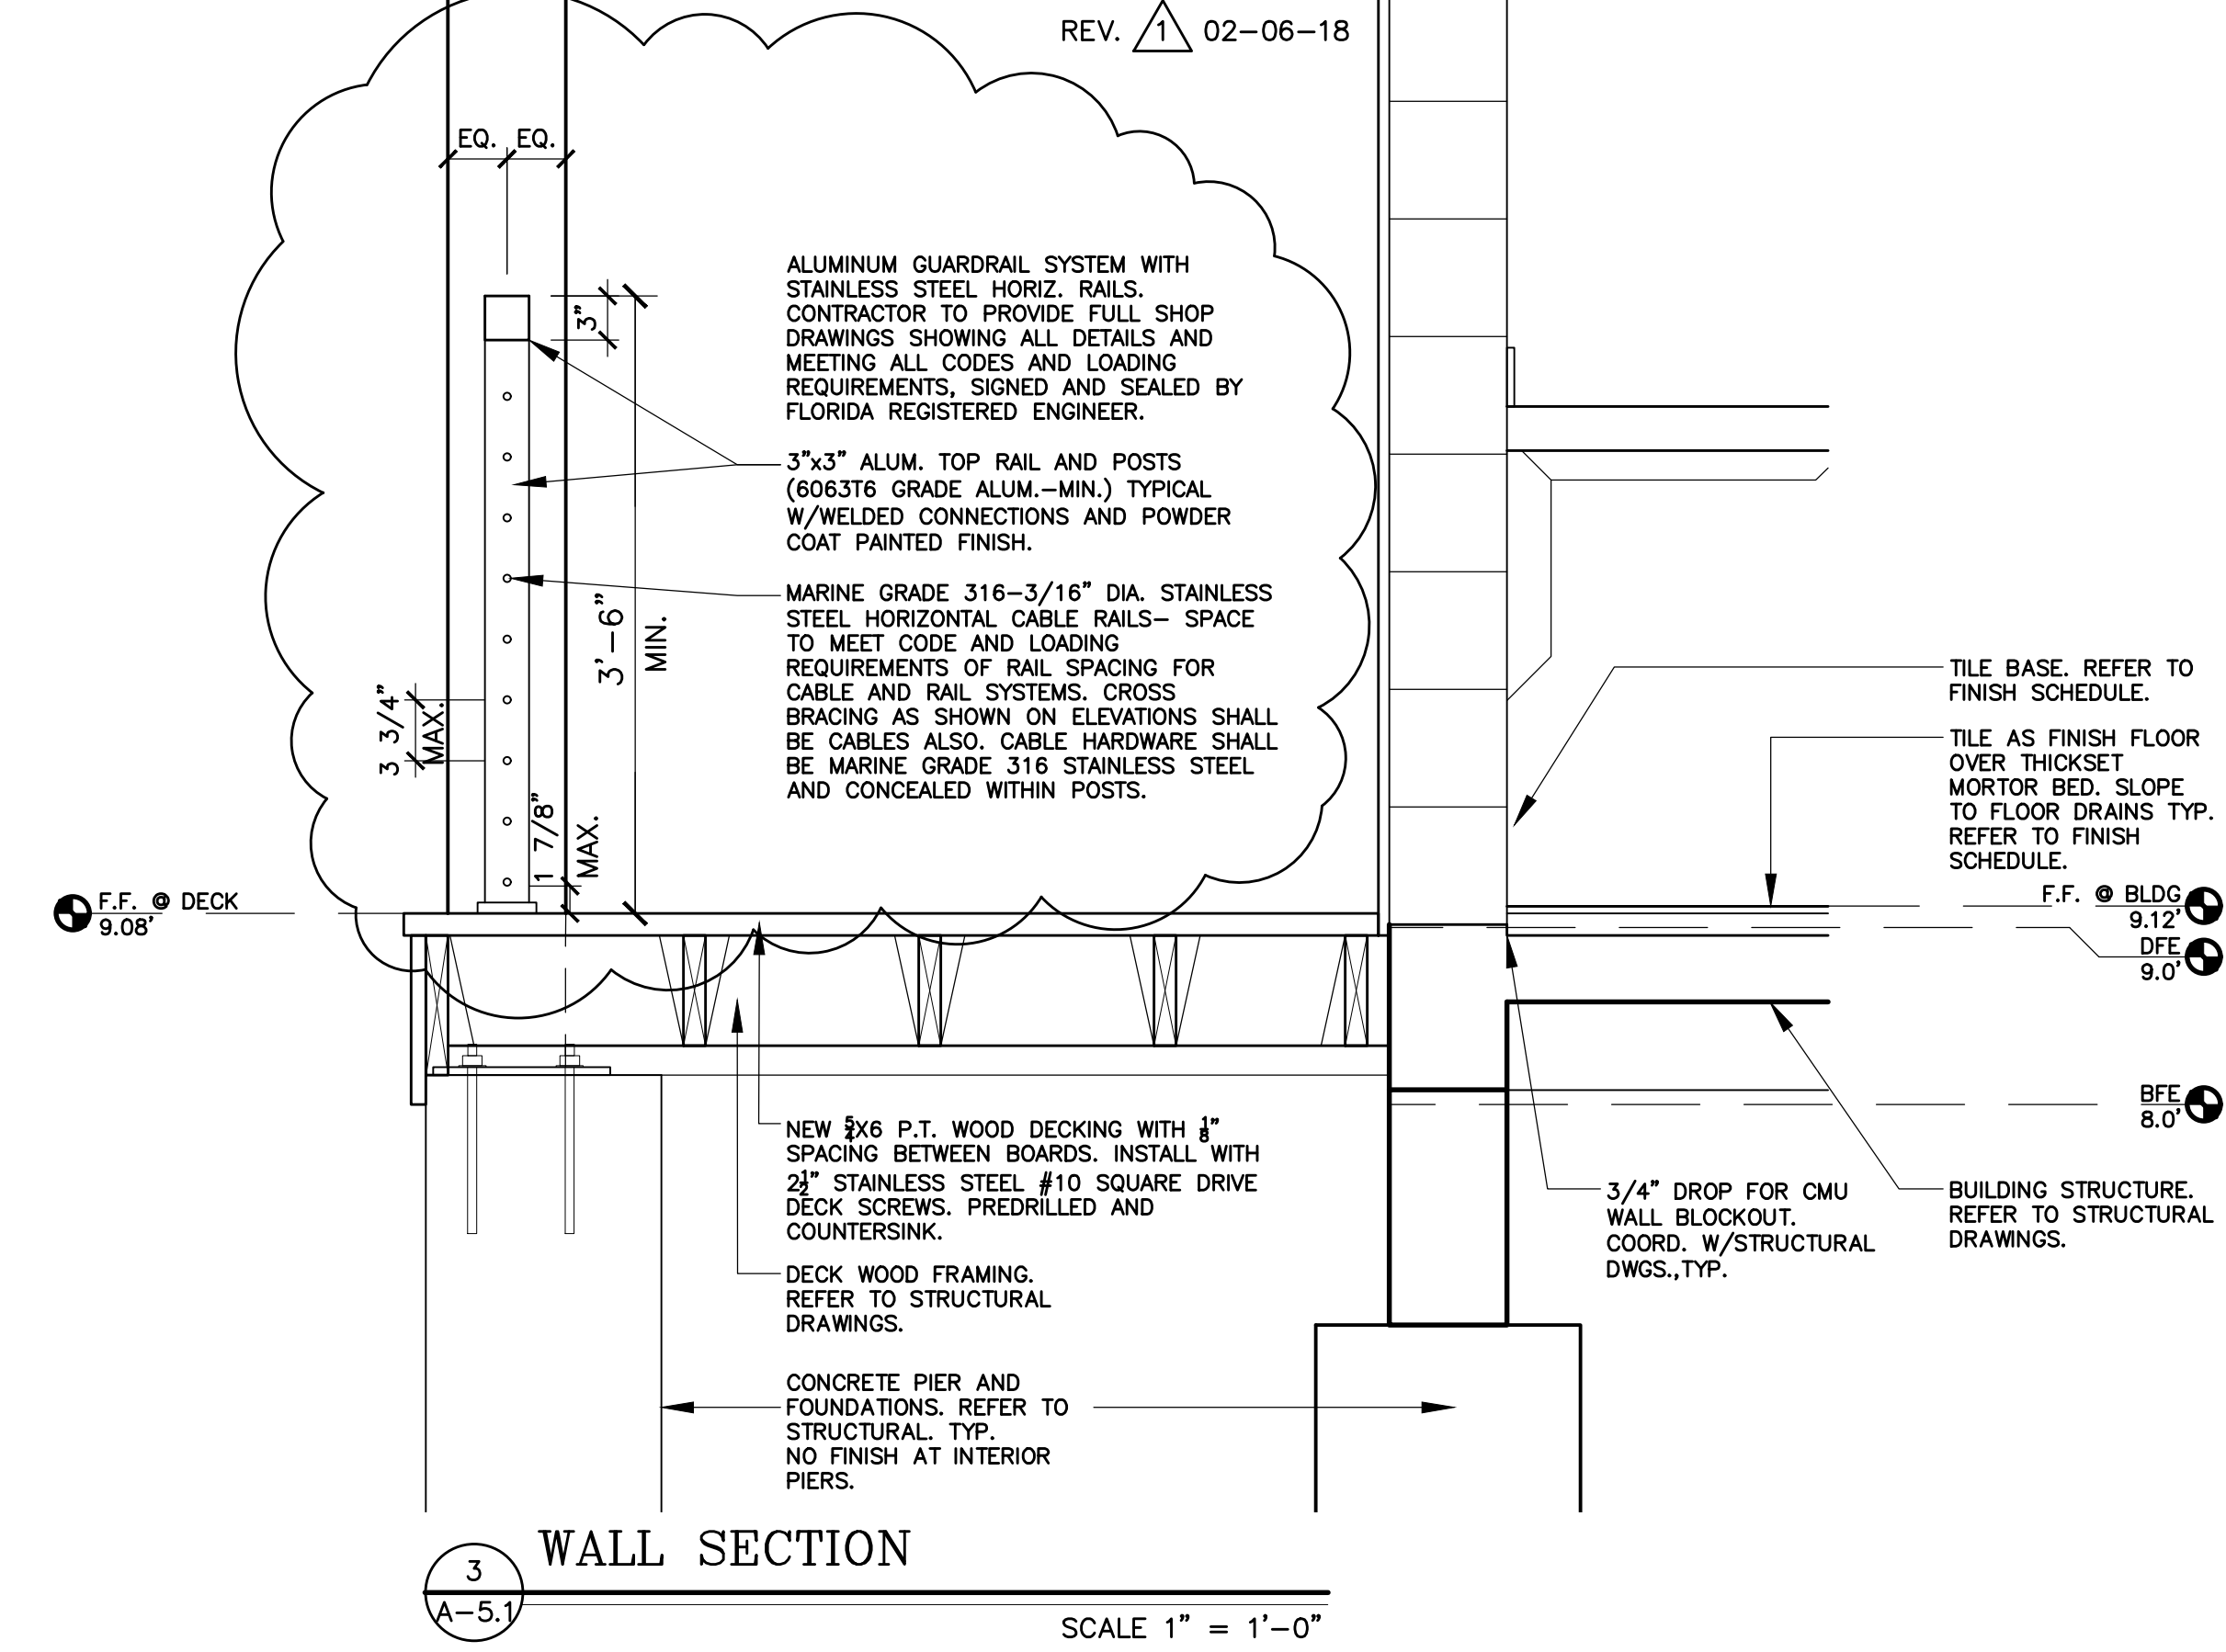 REV. 1 02-06-18
EQ. EQ.
3"
ALUMINUM GUARDRAIL SYSTEM WITH
STAINLESS STEEL HORIZ. RAILS.
CONTRACTOR TO PROVIDE FULL SHOP
DRAWINGS SHOWING ALL DETAILS AND
MEETING ALL CODES AND LOADING
REQUIREMENTS, SIGNED AND SEALED BY
FLORIDA REGISTERED ENGINEER.
3"x3" ALUM. TOP RAIL AND POSTS
(6063T6 GRADE ALUM.-MIN.) TYPICAL
W/WELDED CONNECTIONS AND POWDER
COAT PAINTED FINISH.
MARINE GRADE 316-3/16" DIA. STAINLESS
STEEL HORIZONTAL CABLE RAILS- SPACE
TO MEET CODE AND LOADING
REQUIREMENTS OF RAIL SPACING FOR
CABLE AND RAIL SYSTEMS. CROSS
BRACING AS SHOWN ON ELEVATIONS SHALL
BE CABLES ALSO. CABLE HARDWARE SHALL
BE MARINE GRADE 316 STAINLESS STEEL
AND CONCEALED WITHIN POSTS.
3'-6"
MIN.
3 3/4"
MAX.
1 7/8"
MAX.
TILE BASE. REFER TO
FINISH SCHEDULE.
TILE AS FINISH FLOOR
OVER THICKSET
MORTOR BED. SLOPE
TO FLOOR DRAINS TYP.
REFER TO FINISH
SCHEDULE.
F.F. @ DECK
9.08'
F.F. @ BLDG
9.12'
DFE
9.0'
BFE
8.0'
NEW 5/4X6 P.T. WOOD DECKING WITH 1/8"
SPACING BETWEEN BOARDS. INSTALL WITH
2 1/2" STAINLESS STEEL #10 SQUARE DRIVE
DECK SCREWS. PREDRILLED AND
COUNTERSINK.
DECK WOOD FRAMING.
REFER TO STRUCTURAL
DRAWINGS.
CONCRETE PIER AND
FOUNDATIONS. REFER TO
STRUCTURAL. TYP.
NO FINISH AT INTERIOR
PIERS.
3/4" DROP FOR CMU
WALL BLOCKOUT.
COORD. W/STRUCTURAL
DWGS.,TYP.
BUILDING STRUCTURE.
REFER TO STRUCTURAL
DRAWINGS.
3
A-5.1
WALL SECTION
SCALE 1" = 1'-0"